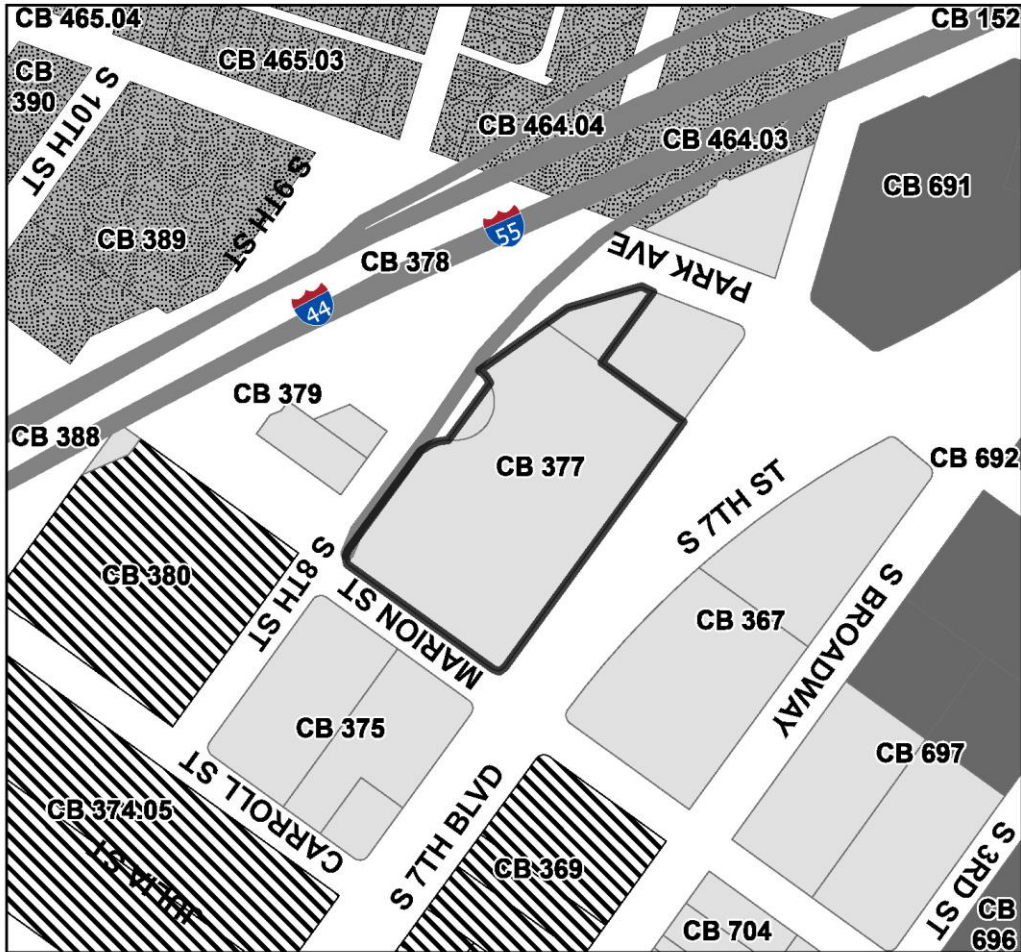 CB 465.04
CB 152
CB 465.03
CB
390
S 10TH ST
CB 464.04
CB 464.03
CB 691
S 9TH ST
CB 389
55
CB 378
PARK AVE
44
CB 379
CB 388
CB 377
CB 692
S 7TH ST
CB 380
S 8TH ST
MARION ST
CB 367
S BROADWAY
CB 375
CB 697
CARROLL ST
CB 374.05
S 7TH BLVD
JULIA ST
CB 369
S 3RD ST
CB 704
CB
696